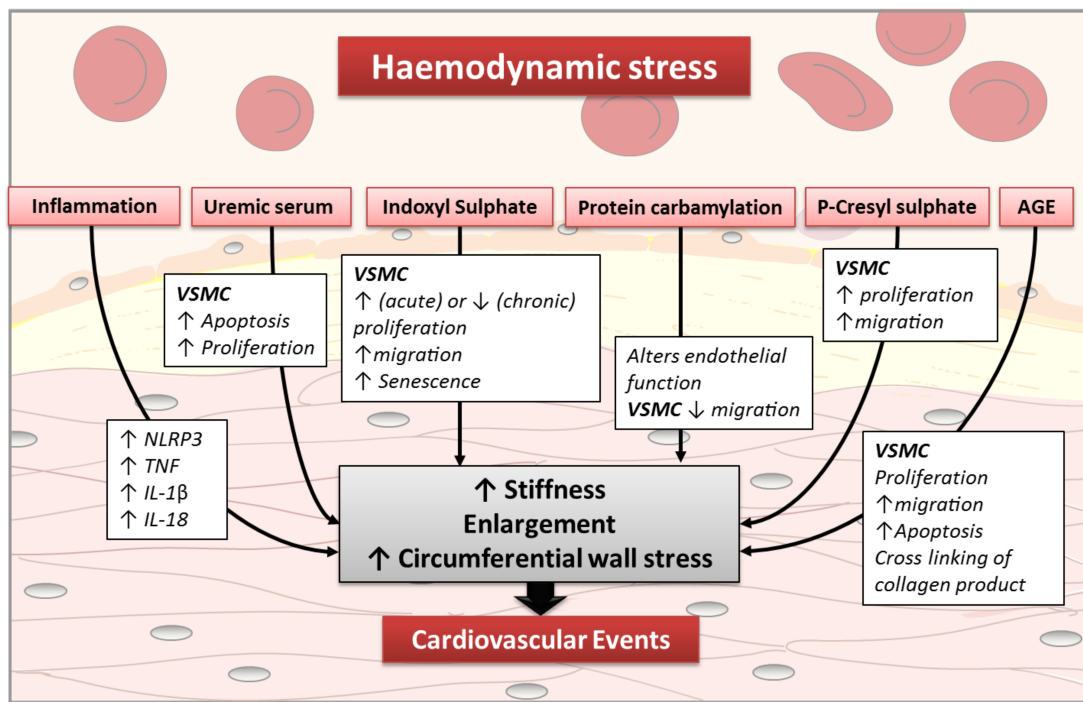 Haemodynamic stress
Inflammation
Uremic serum
Indoxyl Sulphate
Protein carbamylation
P-Cresyl sulphate
AGE
VSMC
↑ Apoptosis
↑ Proliferation
VSMC
↑ (acute) or ↓ (chronic)
proliferation
↑migration
↑ Senescence
Alters endothelial
function
VSMC ↓ migration
VSMC
↑ proliferation
↑migration
↑ NLRP3
↑ TNF
↑ IL-1β
↑ IL-18
VSMC
Proliferation
↑migration
↑Apoptosis
Cross linking of
collagen product
↑ Stiffness
Enlargement
↑ Circumferential wall stress
Cardiovascular Events